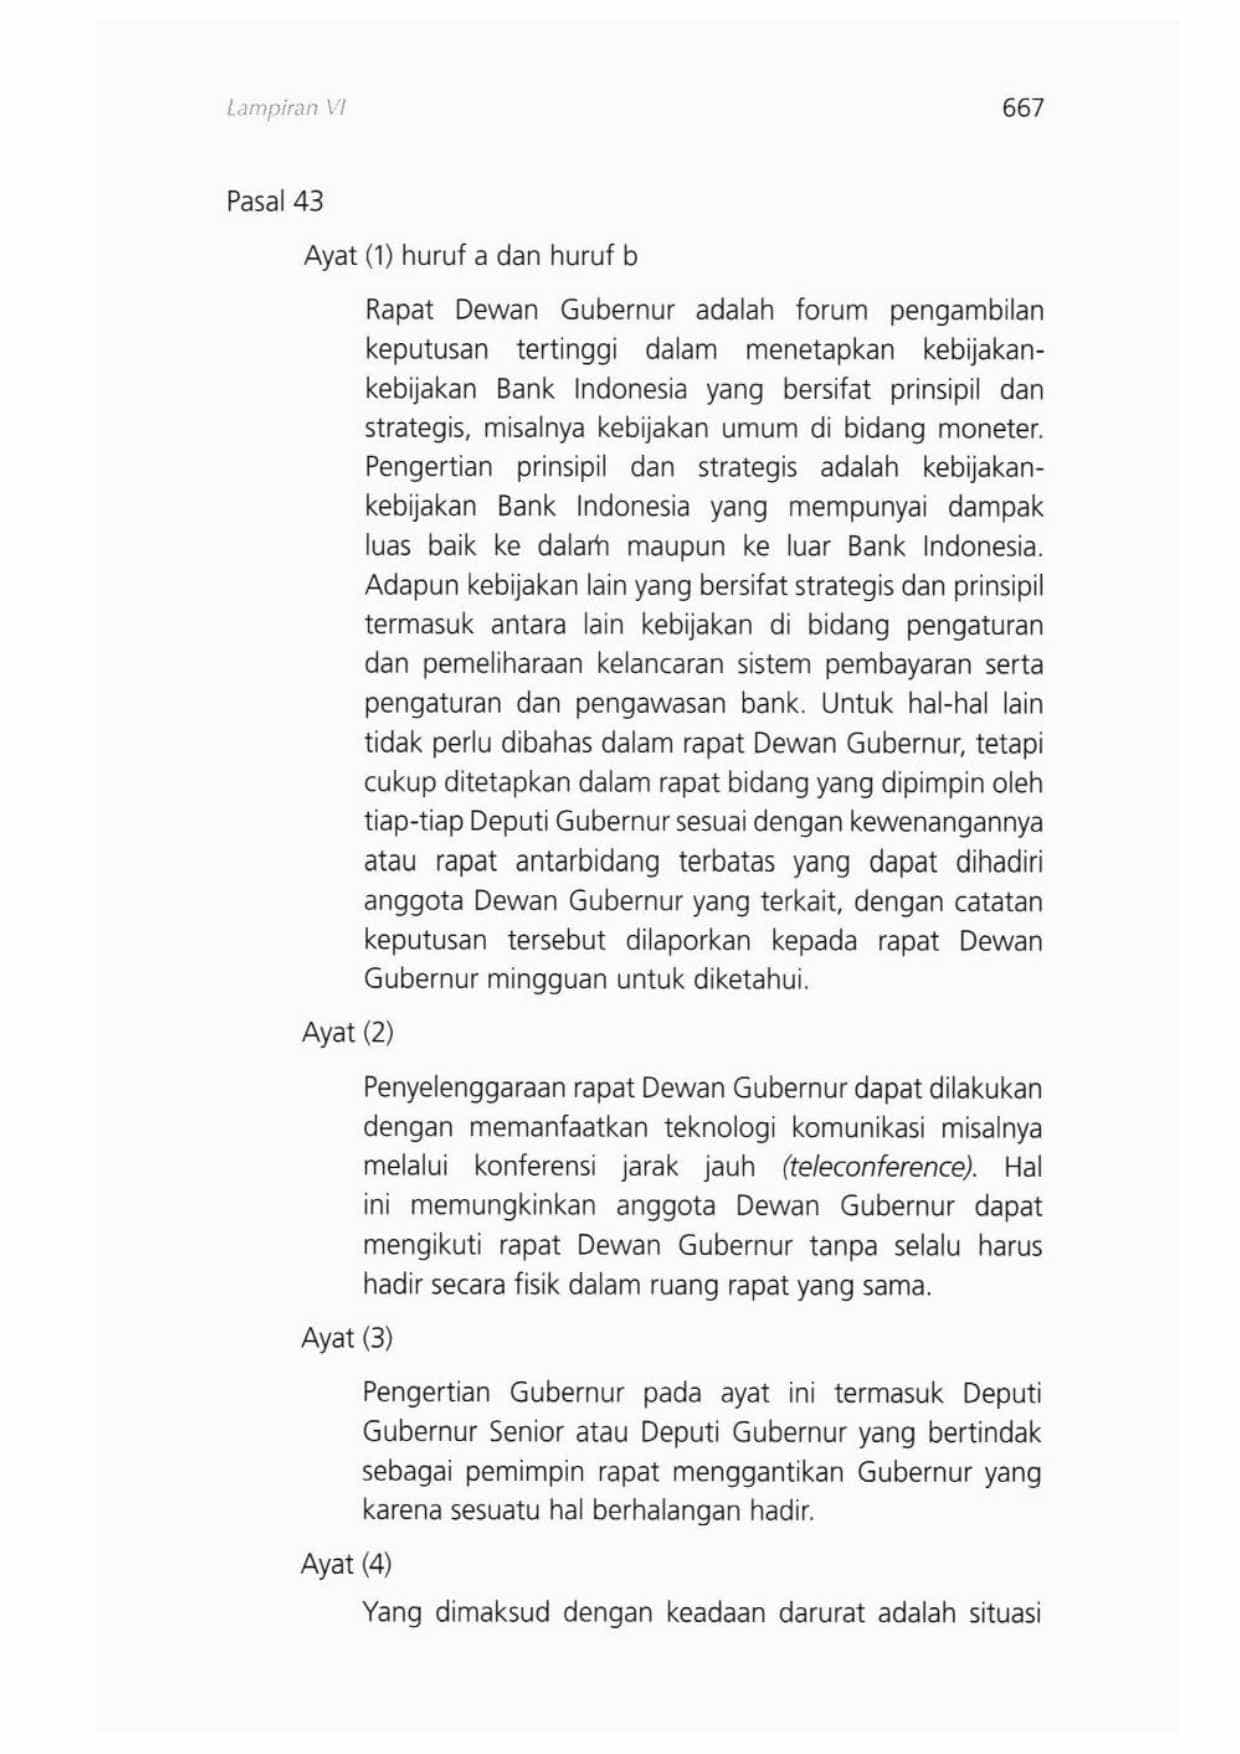 Lampiran VI
667
Pasal 43
Ayat (1) huruf a dan huruf b
Rapat Dewan Gubernur adalah forum pengambilan
keputusan tertinggi dalam menetapkan kebijakan-
kebijakan Bank Indonesia yang bersifat prinsipil dan
strategis, misalnya kebijakan umum di bidang moneter.
Pengertian prinsipil dan strategis adalah kebijakan-
kebijakan Bank Indonesia yang mempunyai dampak
luas baik ke dalam maupun ke luar Bank Indonesia.
Adapun kebijakan lain yang bersifat strategis dan prinsipil
termasuk antara lain kebijakan di bidang pengaturan
dan pemeliharaan kelancaran sistem pembayaran serta
pengaturan dan pengawasan bank. Untuk hal-hal lain
tidak perlu dibahas dalam rapat Dewan Gubernur, tetapi
cukup ditetapkan dalam rapat bidang yang dipimpin oleh
tiap-tiap Deputi Gubernur sesuai dengan kewenangannya
atau rapat antarbidang terbatas yang dapat dihadiri
anggota Dewan Gubernur yang terkait, dengan catatan
keputusan tersebut dilaporkan kepada rapat Dewan
Gubernur mingguan untuk diketahui.
Ayat (2)
Penyelenggaraan rapat Dewan Gubernur dapat dilakukan
dengan memanfaatkan teknologi komunikasi misalnya
melalui konferensi jarak jauh (teleconference). Hal
ini memungkinkan anggota Dewan Gubernur dapat
mengikuti rapat Dewan Gubernur tanpa selalu harus
hadir secara fisik dalam ruang rapat yang sama.
Ayat (3)
Pengertian Gubernur pada ayat ini termasuk Deputi
Gubernur Senior atau Deputi Gubernur yang bertindak
sebagai pemimpin rapat menggantikan Gubernur yang
karena sesuatu hal berhalangan hadir.
Ayat (4)
Yang dimaksud dengan keadaan darurat adalah situasi